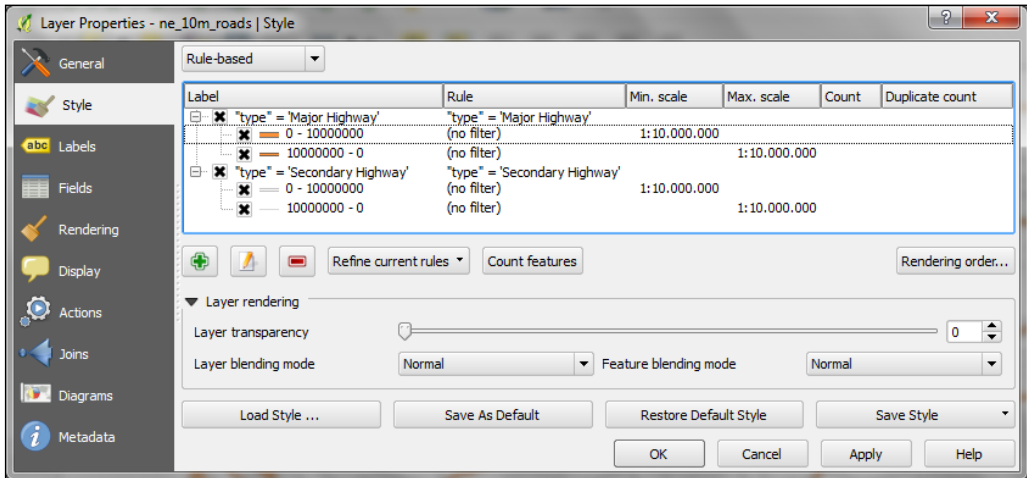 Layer Properties - ne_10m_roads | Style
?
X
General
Style
abc Labels
Fields
Rendering
Display
Actions
Joins
Diagrams
i Metadata
Rule-based
Label Rule Min. scale Max. scale Count Duplicate count
"type" = 'Major Highway' "type" = 'Major Highway'
0 - 10000000 (no filter) 1:10.000.000
10000000 - 0 (no filter) 1:10.000.000
"type" = 'Secondary Highway' "type" = 'Secondary Highway'
0 - 10000000 (no filter) 1:10.000.000
10000000 - 0 (no filter) 1:10.000.000
Refine current rules Count features Rendering order...
Layer rendering
Layer transparency 0
Layer blending mode Normal Feature blending mode Normal
Load Style ... Save As Default Restore Default Style Save Style
OK Cancel Apply Help